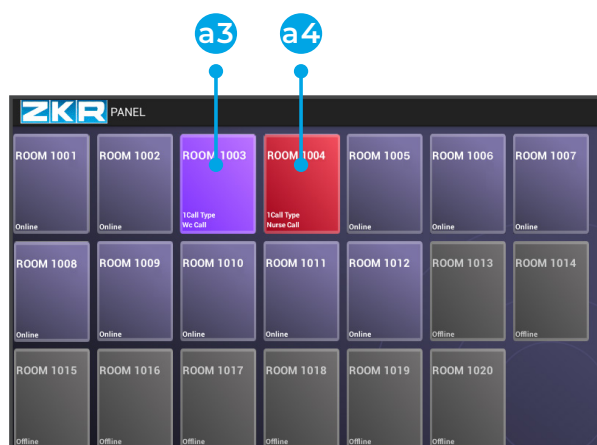 a3 a4
ZKR PANEL
ROOM 1001 ROOM 1002 ROOM 1003 ROOM 1004 ROOM 1005 ROOM 1006 ROOM 1007
1Call Type 1Call Type
Online Online Wc Call Nurse Call Online Online Online
ROOM 1008 ROOM 1009 ROOM 1010 ROOM 1011 ROOM 1012 ROOM 1013 ROOM 1014
Online Online Online Online Online Offline Offline
ROOM 1015 ROOM 1016 ROOM 1017 ROOM 1018 ROOM 1019 ROOM 1020
Offline Offline Offline Offline Offline Offline